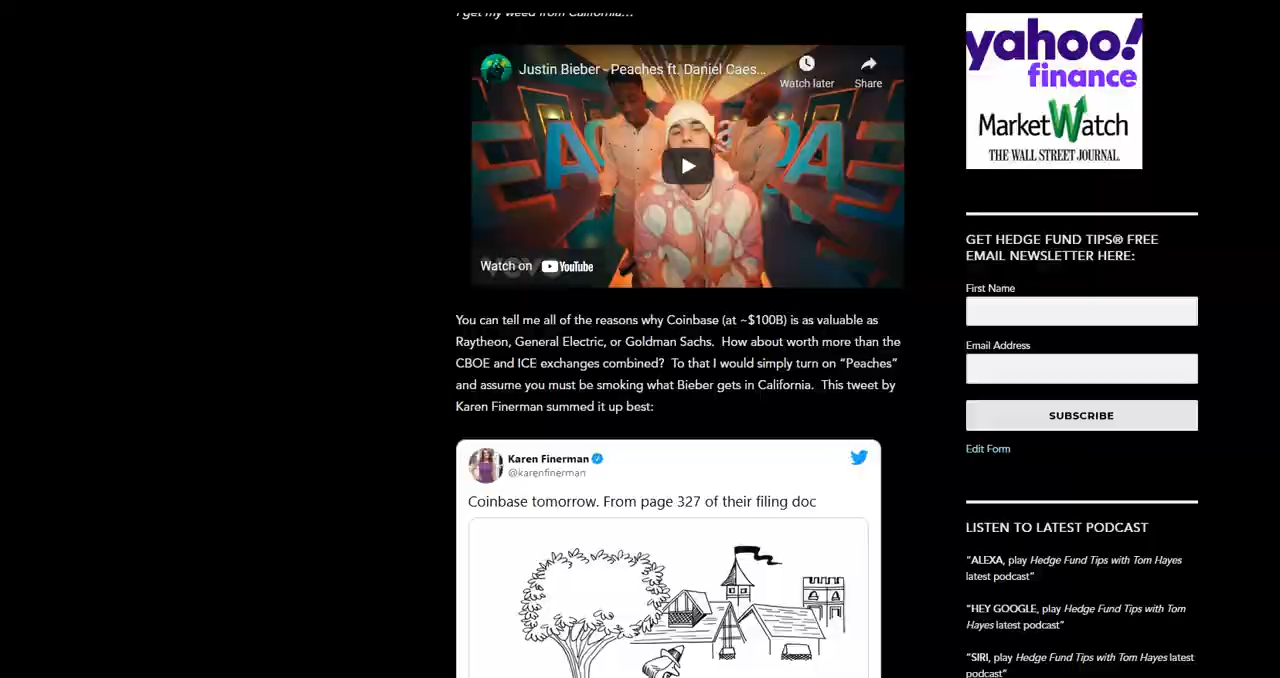 I get my weed from California...
Justin Bieber - Peaches ft. Daniel Caes...
Watch later
Share
Watch on YouTube
You can tell me all of the reasons why Coinbase (at ~$100B) is as valuable as
Raytheon, General Electric, or Goldman Sachs.  How about worth more than the
CBOE and ICE exchanges combined?  To that I would simply turn on “Peaches”
and assume you must be smoking what Bieber gets in California.  This tweet by
Karen Finerman summed it up best:
Karen Finerman
@karenfinerman
Coinbase tomorrow. From page 327 of their filing doc
yahoo!
finance
MarketWatch
THE WALL STREET JOURNAL.
GET HEDGE FUND TIPS® FREE
EMAIL NEWSLETTER HERE:
First Name
Email Address
SUBSCRIBE
Edit Form
LISTEN TO LATEST PODCAST
“ALEXA, play Hedge Fund Tips with Tom Hayes
latest podcast”
“HEY GOOGLE, play Hedge Fund Tips with Tom
Hayes latest podcast”
“SIRI, play Hedge Fund Tips with Tom Hayes latest
podcast”